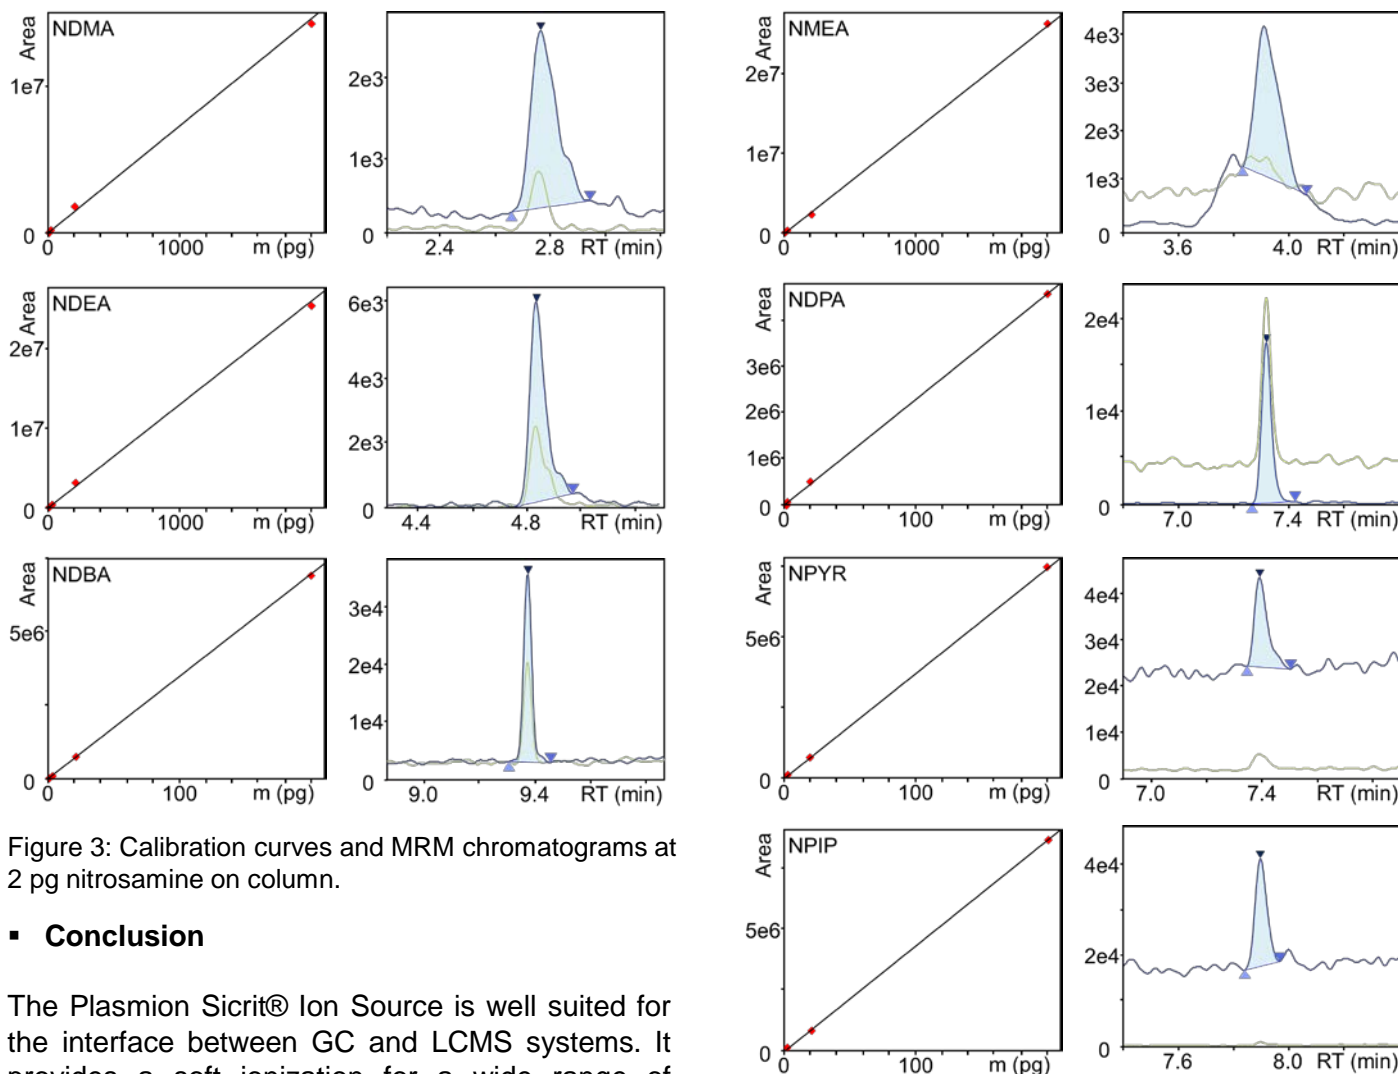 Area
NDMA
1e7
0
0
1000
m (pg)
2e3
1e3
0
2.4
2.8
RT (min)
Area
NMEA
2e7
1e7
0
0
1000
m (pg)
4e3
3e3
2e3
1e3
0
3.6
4.0
RT (min)
Area
NDEA
2e7
1e7
0
0
1000
m (pg)
6e3
4e3
2e3
0
4.4
4.8
RT (min)
Area
NDPA
3e6
2e6
1e6
0
0
100
m (pg)
2e4
1e4
0
7.0
7.4
RT (min)
Area
NDBA
5e6
0
0
100
m (pg)
3e4
2e4
1e4
0
9.0
9.4
RT (min)
Area
NPYR
5e6
0
0
100
m (pg)
4e4
3e4
2e4
1e4
0
7.0
7.4
RT (min)
Area
NPIP
5e6
0
0
100
m (pg)
4e4
2e4
0
7.6
8.0
RT (min)
Figure 3: Calibration curves and MRM chromatograms at
2 pg nitrosamine on column.
▪ Conclusion
The Plasmion Sicrit® Ion Source is well suited for
the interface between GC and LCMS systems. It
provides a soft ionization for a wide range of